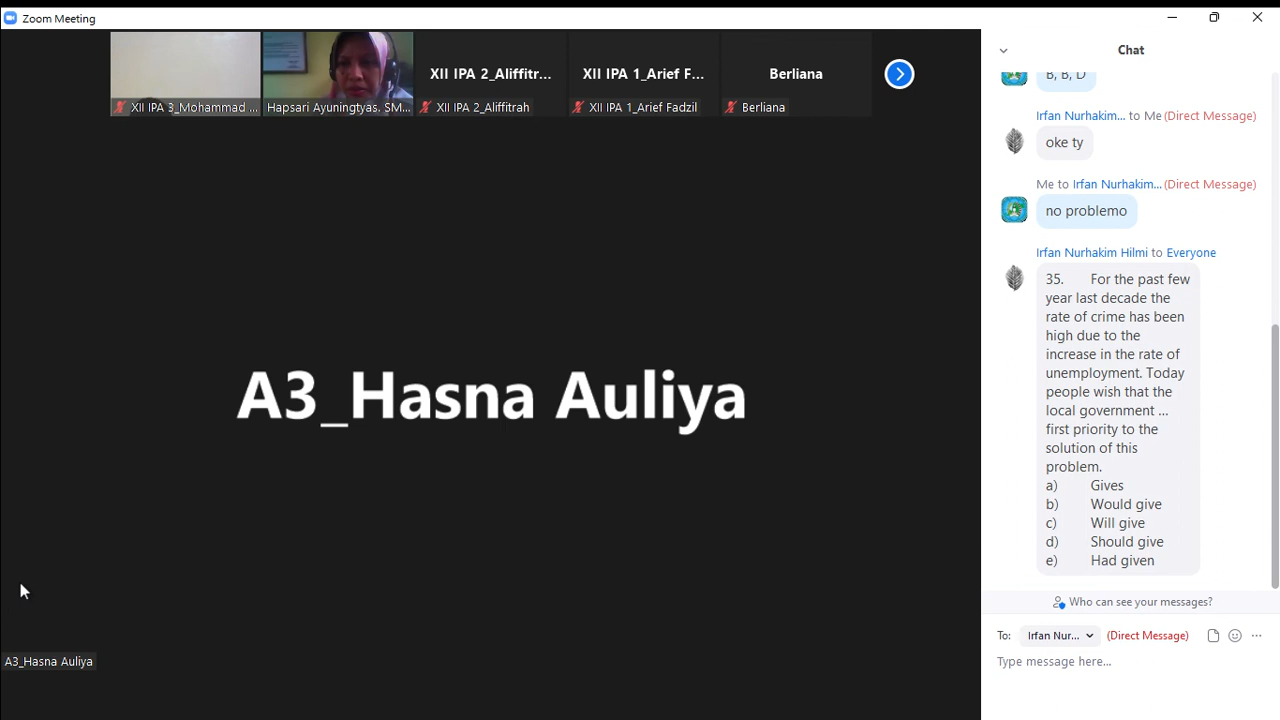 Zoom Meeting
XII IPA 3_Mohammad ...
Hapsari Ayuningtyas, SM...
XII IPA 2_Aliffitr...
XII IPA 2_Aliffitrah
XII IPA 1_Arief F...
XII IPA 1_Arief Fadzil
Berliana
Berliana
A3_Hasna Auliya
A3_Hasna Auliya
Chat
B, B, D
Irfan Nurhakim... to Me (Direct Message)
oke ty
Me to Irfan Nurhakim... (Direct Message)
no problemo
Irfan Nurhakim Hilmi to Everyone
35. For the past few
year last decade the
rate of crime has been
high due to the
increase in the rate of
unemployment. Today
people wish that the
local government ...
first priority to the
solution of this
problem.
a) Gives
b) Would give
c) Will give
d) Should give
e) Had given
Who can see your messages?
To: Irfan Nur... (Direct Message)
Type message here...